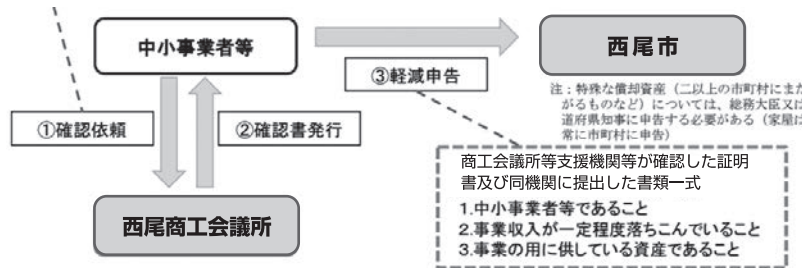 中小事業者等
西尾市
③軽減申告
注：特殊な償却資産（二以上の市町村にまた
がるものなど）については、総務大臣又は
道府県知事に申告する必要がある（家屋は
常に市町村に申告）
①確認依頼
②確認書発行
商工会議所等支援機関等が確認した証明
書及び同機関に提出した書類一式
1.中小事業者等であること
2.事業収入が一定程度落ちこんでいること
3.事業の用に供している資産であること
西尾商工会議所